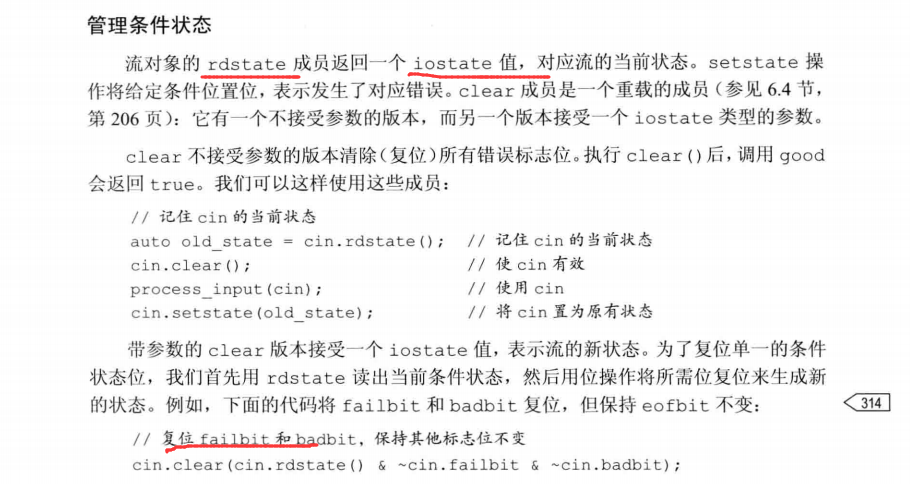 管理条件状态
流对象的 rdstate 成员返回一个 iostate 值，对应流的当前状态。setstate 操
作将给定条件位置位，表示发生了对应错误。clear 成员是一个重载的成员（参见 6.4 节，
第 206 页）：它有一个不接受参数的版本，而另一个版本接受一个 iostate 类型的参数。
clear 不接受参数的版本清除（复位）所有错误标志位。执行 clear()后，调用 good
会返回 true。我们可以这样使用这些成员：
// 记住 cin 的当前状态
auto old_state = cin.rdstate(); // 记住 cin 的当前状态
cin.clear(); // 使 cin 有效
process_input(cin); // 使用 cin
cin.setstate(old_state); // 将 cin 置为原有状态
带参数的 clear 版本接受一个 iostate 值，表示流的新状态。为了复位单一的条件
状态位，我们首先用 rdstate 读出当前条件状态，然后用位操作将所需位复位来生成新
的状态。例如，下面的代码将 failbit 和 badbit 复位，但保持 eofbit 不变：
314
// 复位 failbit 和 badbit，保持其他标志位不变
cin.clear(cin.rdstate() & ~cin.failbit & ~cin.badbit);